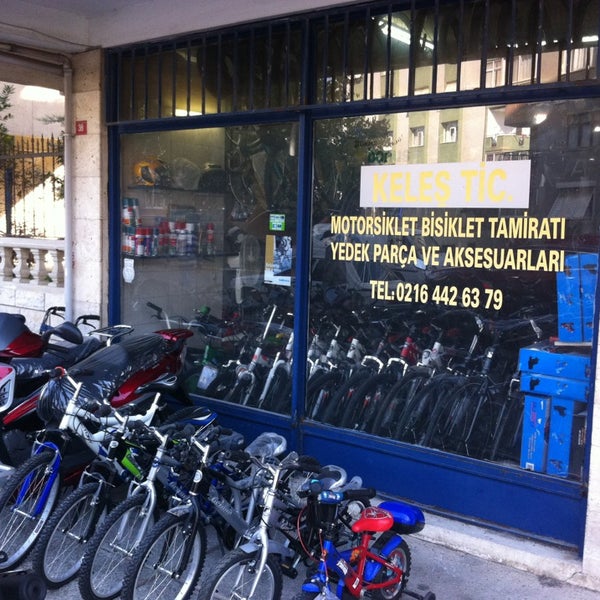 KELEŞ TİC.
MOTORSİKLET BİSİKLET TAMİRATI
YEDEK PARÇA VE AKSESUARLARI
TEL:0216 442 63 79